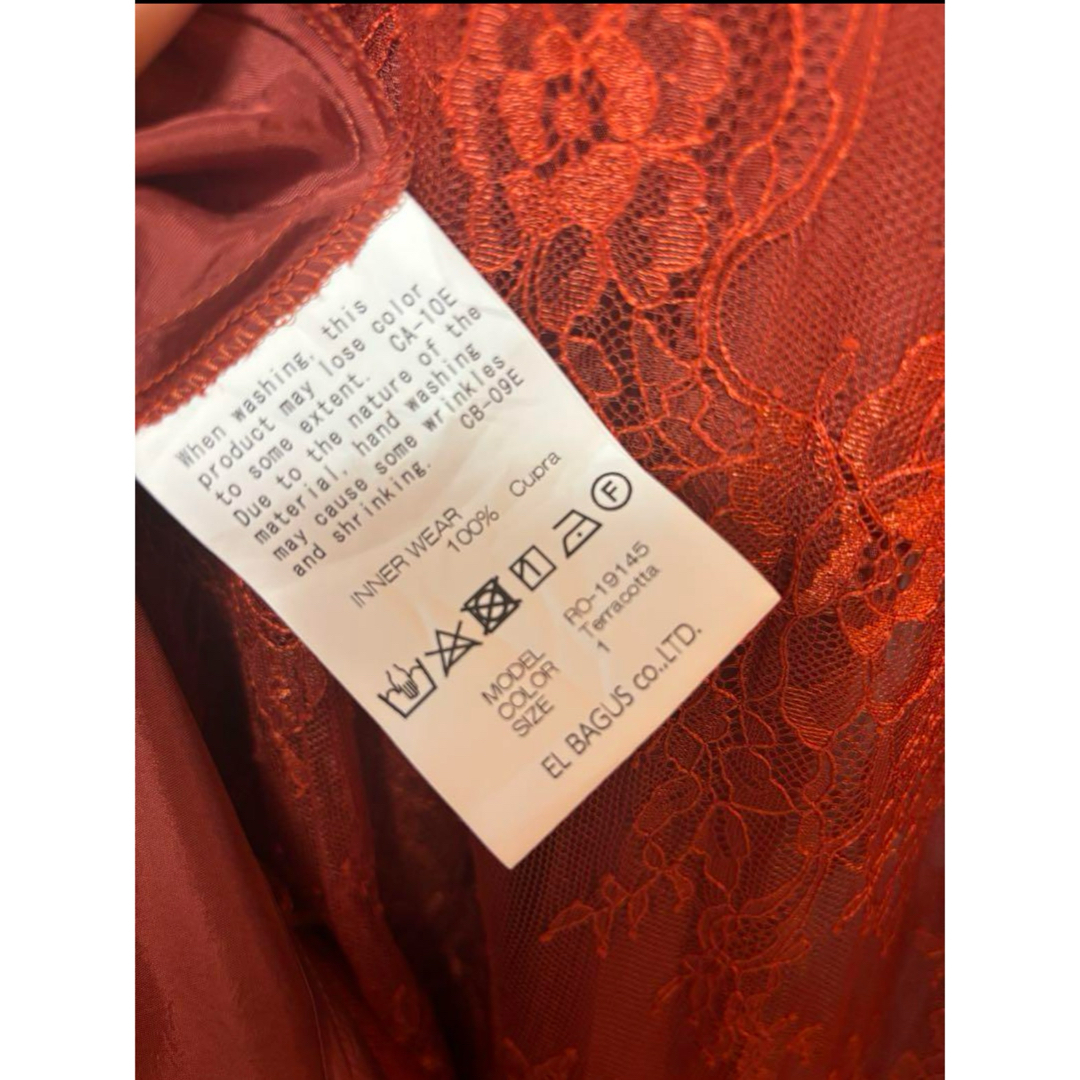 When washing, this
product may lose color
to some extent. CA-10E
Due to the nature of the
material, hand washing
may cause some wrinkles
and shrinking. CB-09E
INNER WEAR
100% Cupra
F
MODEL RO-19145
COLOR Terracotta
SIZE 1
EL BAGUS co.,LTD.